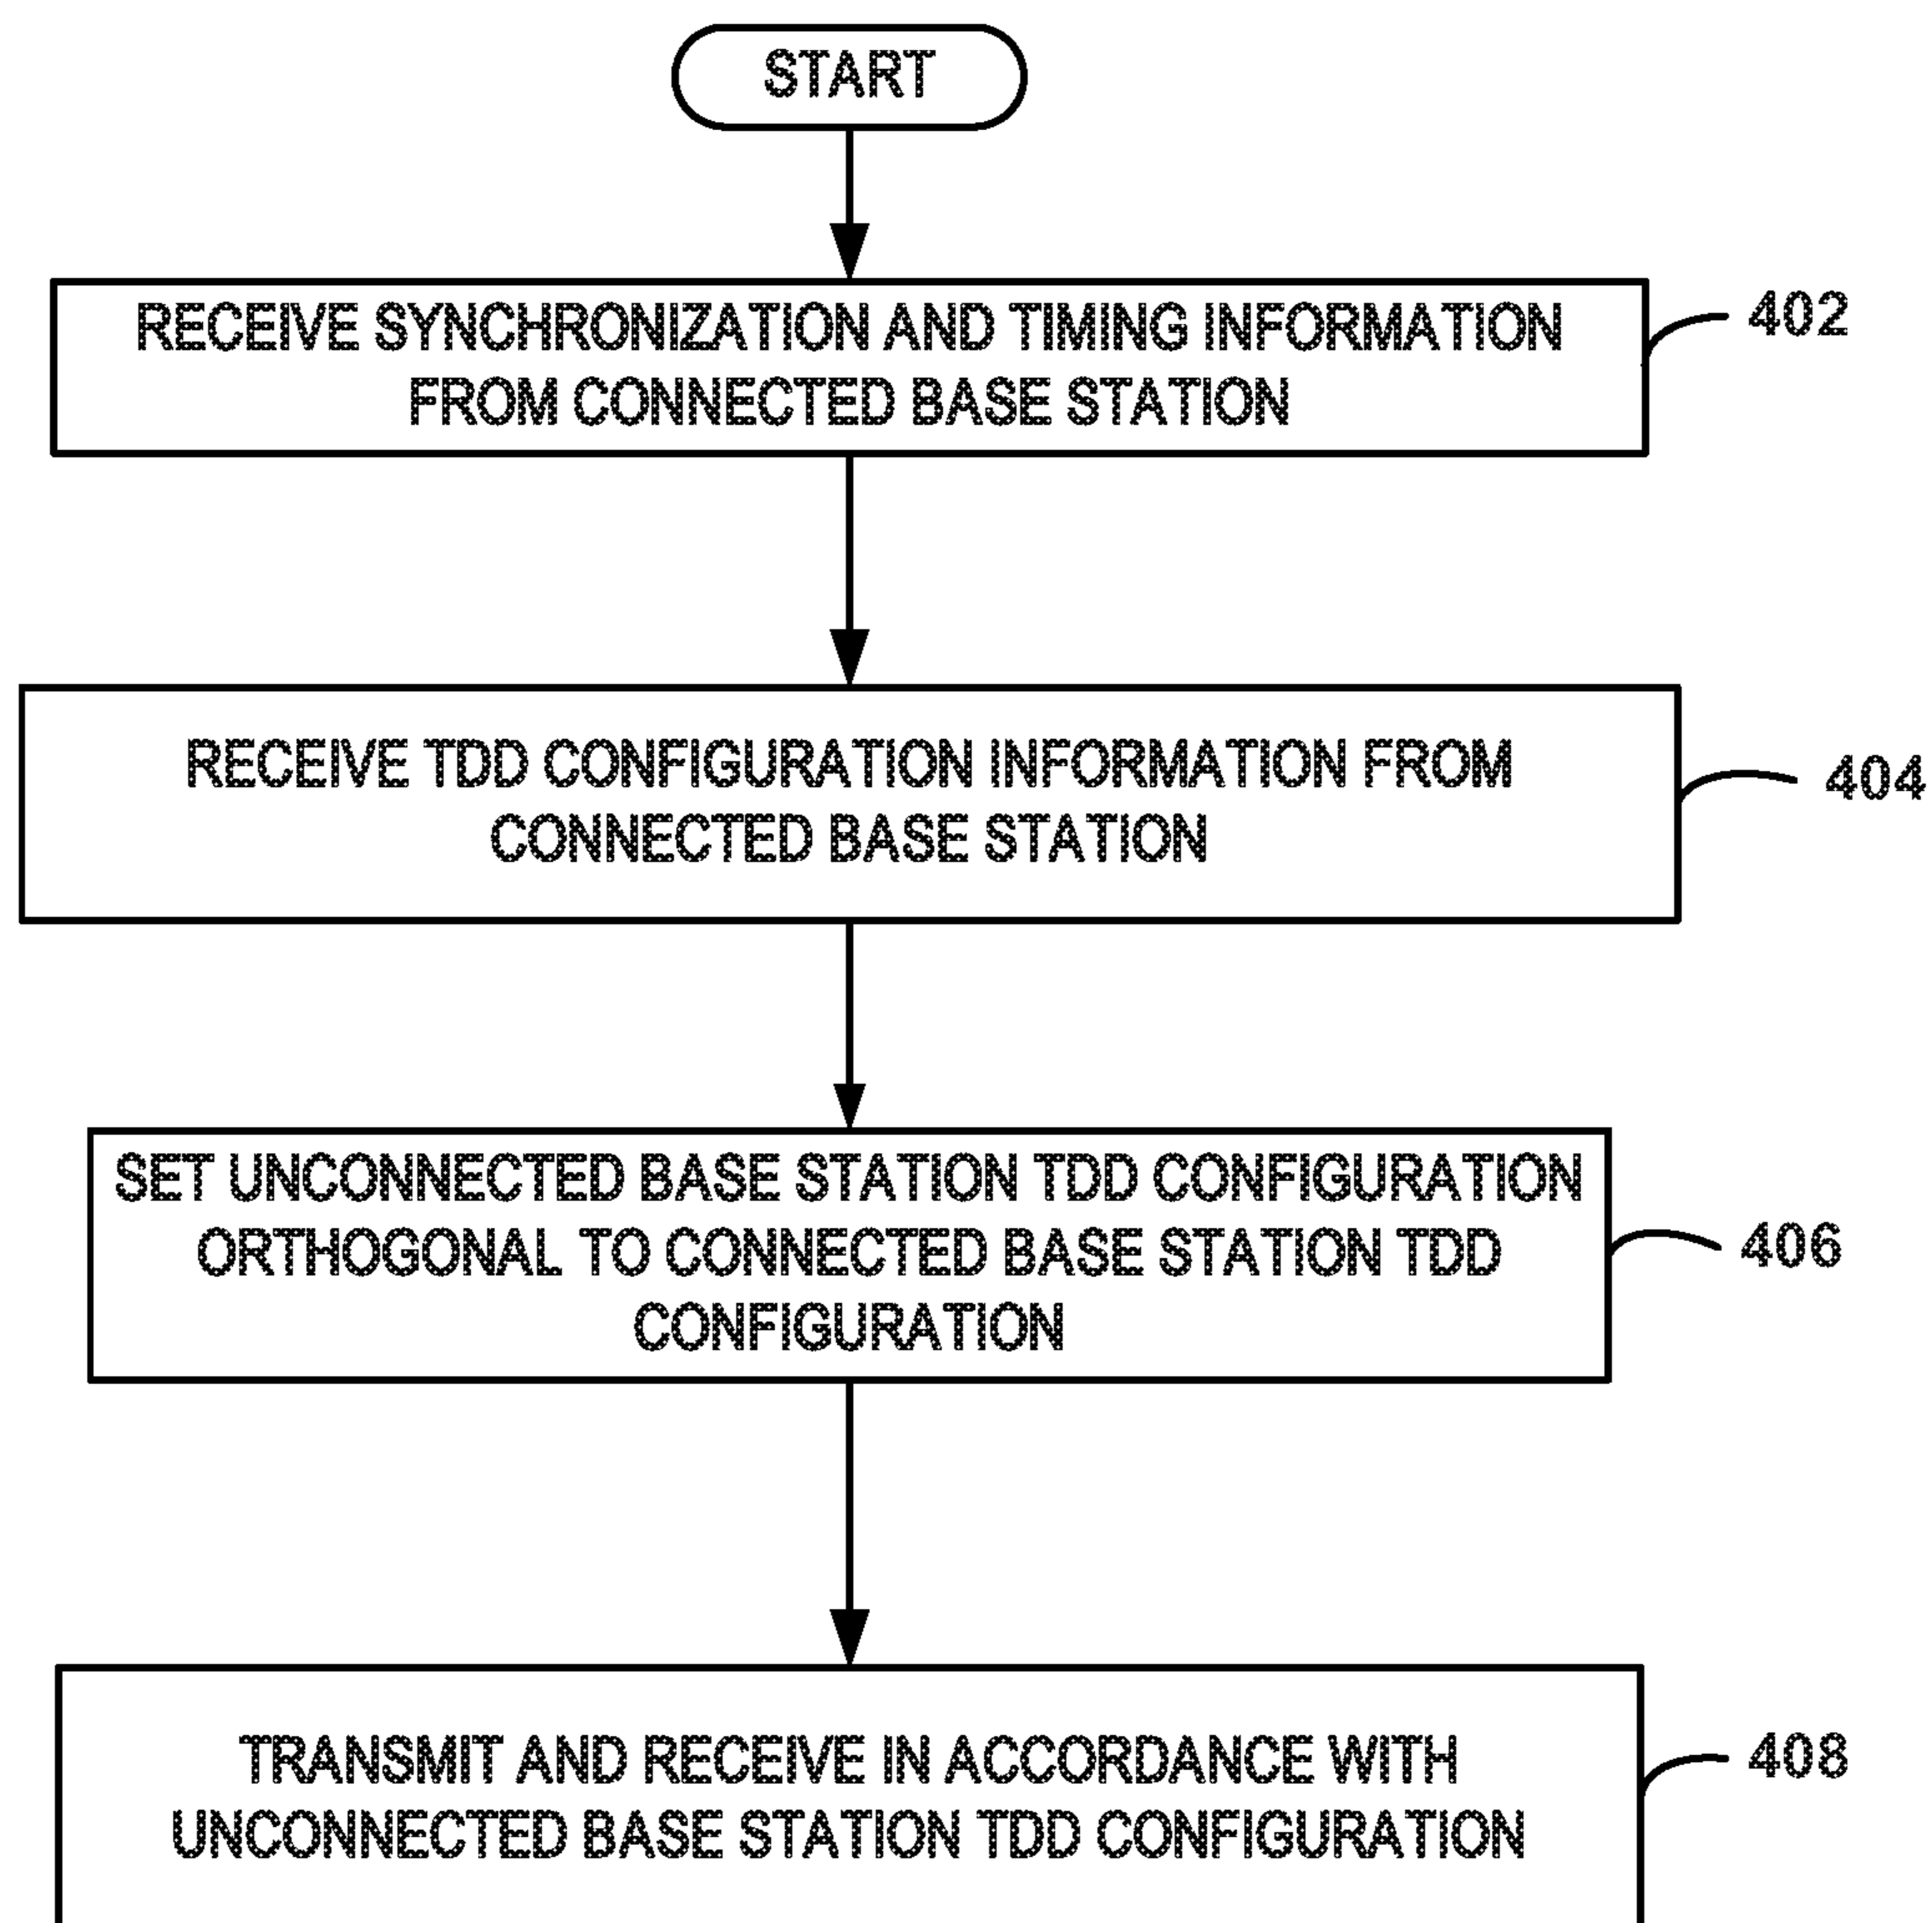 START
RECEIVE SYNCHRONIZATION AND TIMING INFORMATION
FROM CONNECTED BASE STATION
402
RECEIVE TDD CONFIGURATION INFORMATION FROM
CONNECTED BASE STATION
404
SET UNCONNECTED BASE STATION TDD CONFIGURATION
ORTHOGONAL TO CONNECTED BASE STATION TDD
CONFIGURATION
406
TRANSMIT AND RECEIVE IN ACCORDANCE WITH
UNCONNECTED BASE STATION TDD CONFIGURATION
408